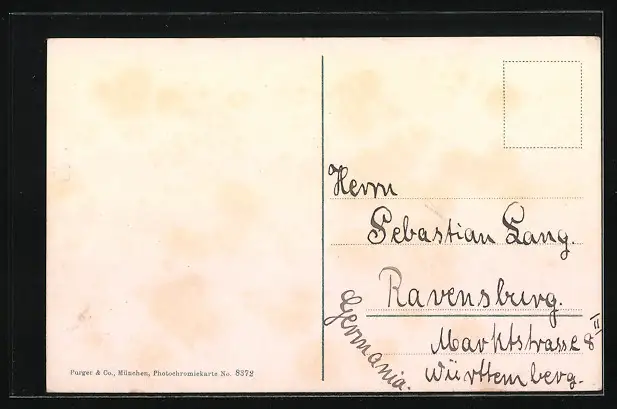 Herrn
Sebastian Lang.
Ravensburg.
Marktstrasse 8 II
Württemberg.
Germania.
Purger & Co., München, Photochromiekarte No. 8372